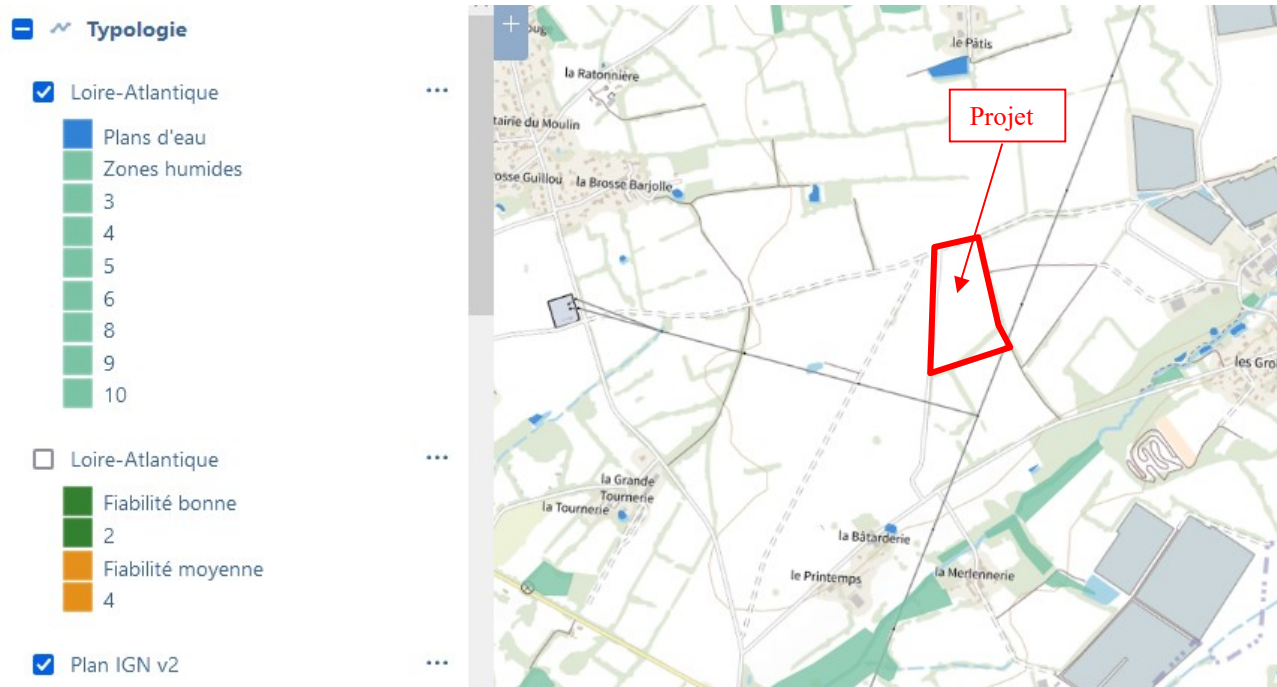 Typologie
Loire-Atlantique
Plans d'eau
Zones humides
3
4
5
6
8
9
10
Loire-Atlantique
Fiabilité bonne
2
Fiabilité moyenne
4
Plan IGN v2
+
le Pâtis
la Ratonnière
Projet
tairie du Moulin
osse Guillou
la Brosse Barjolle
les Gro
la Grande
Tournerie
la Tournerie
la Bâtarderie
le Printemps
la Merlennerie